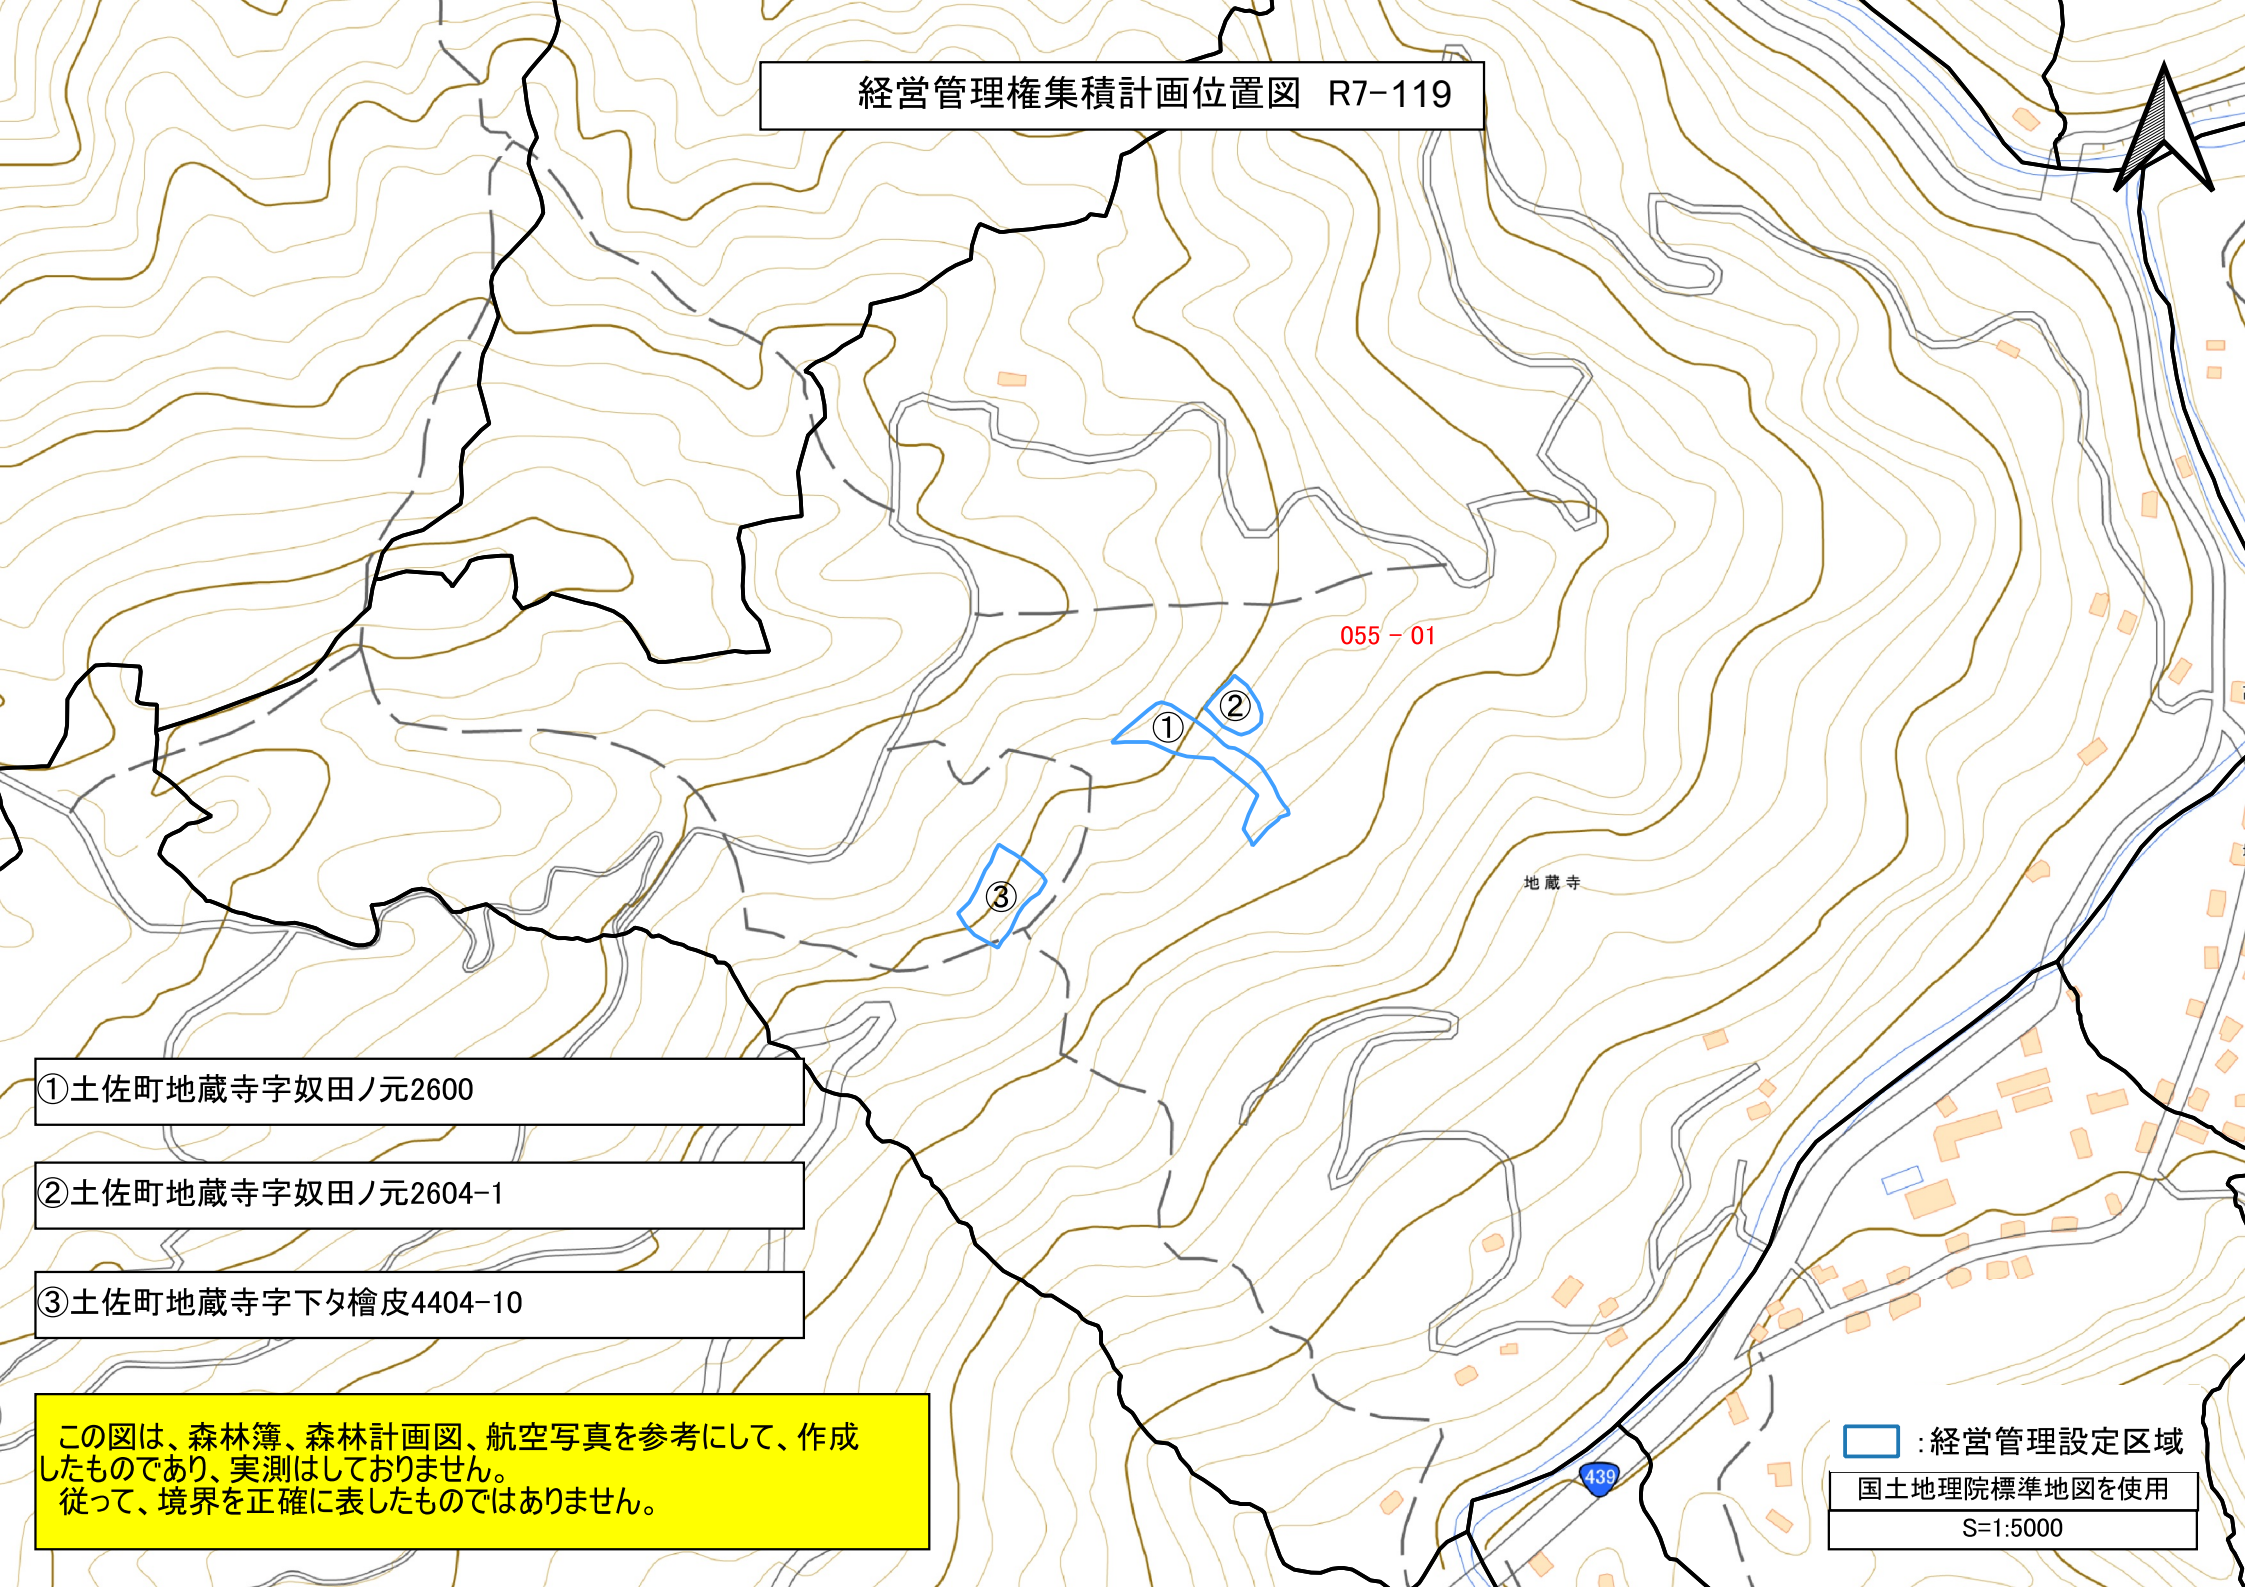 経営管理権集積計画位置図 R7-119
055-01
②
①
③
地蔵寺
①土佐町地蔵寺字奴田ノ元2600
②土佐町地蔵寺字奴田ノ元2604-1
③土佐町地蔵寺字下タ檜皮4404-10
この図は、森林簿、森林計画図、航空写真を参考にして、作成
したものであり、実測はしておりません。
従って、境界を正確に表したものではありません。
439
:経営管理設定区域
国土地理院標準地図を使用
S=1:5000